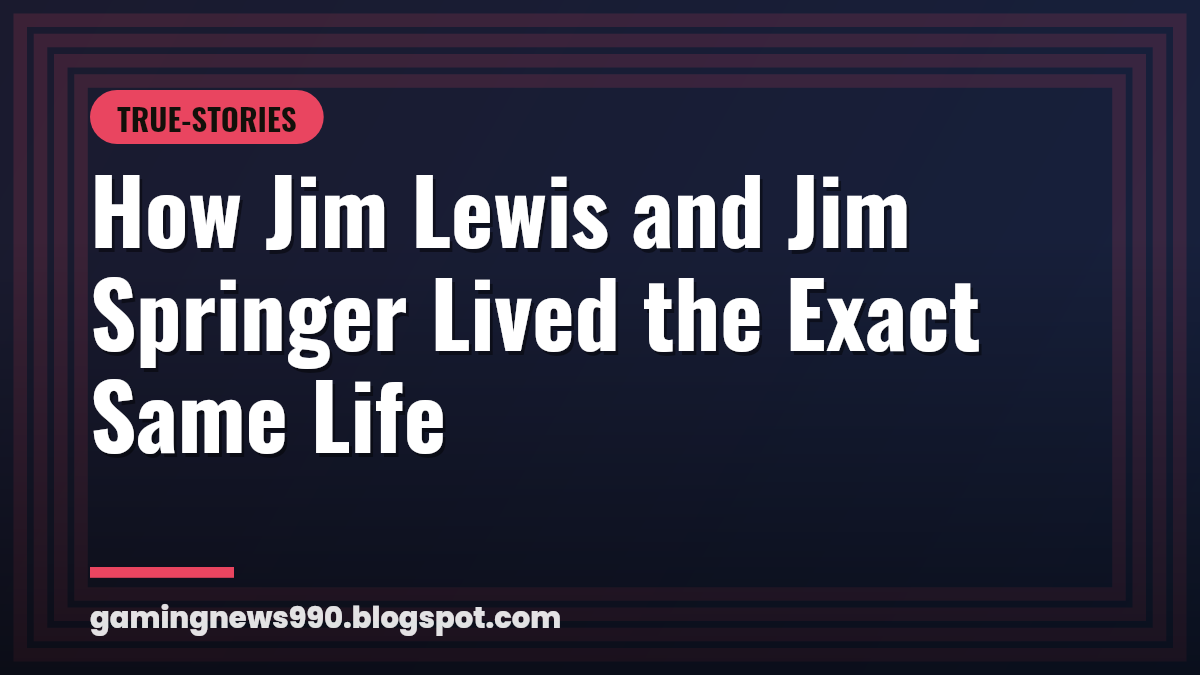 TRUE-STORIES
How Jim Lewis and Jim
Springer Lived the Exact
Same Life
gamingnews990.blogspot.com